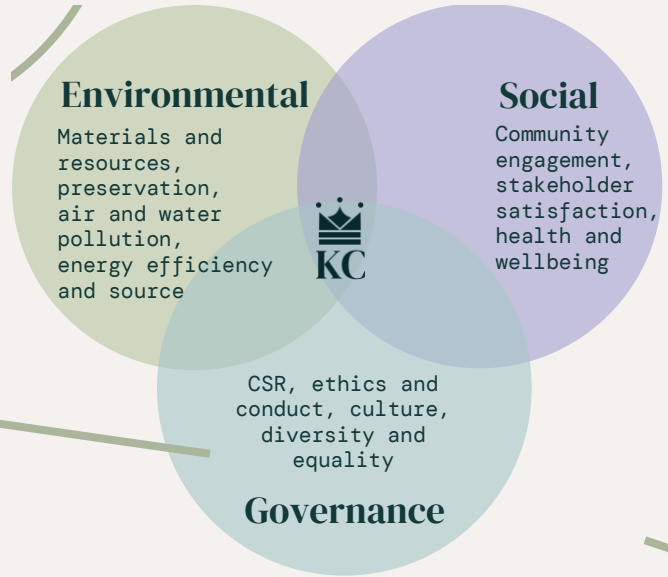 Environmental
Materials and
resources,
preservation,
air and water
pollution,
energy efficiency
and source
Social
Community
engagement,
stakeholder
satisfaction,
health and
wellbeing
KC
CSR, ethics and
conduct, culture,
diversity and
equality
Governance